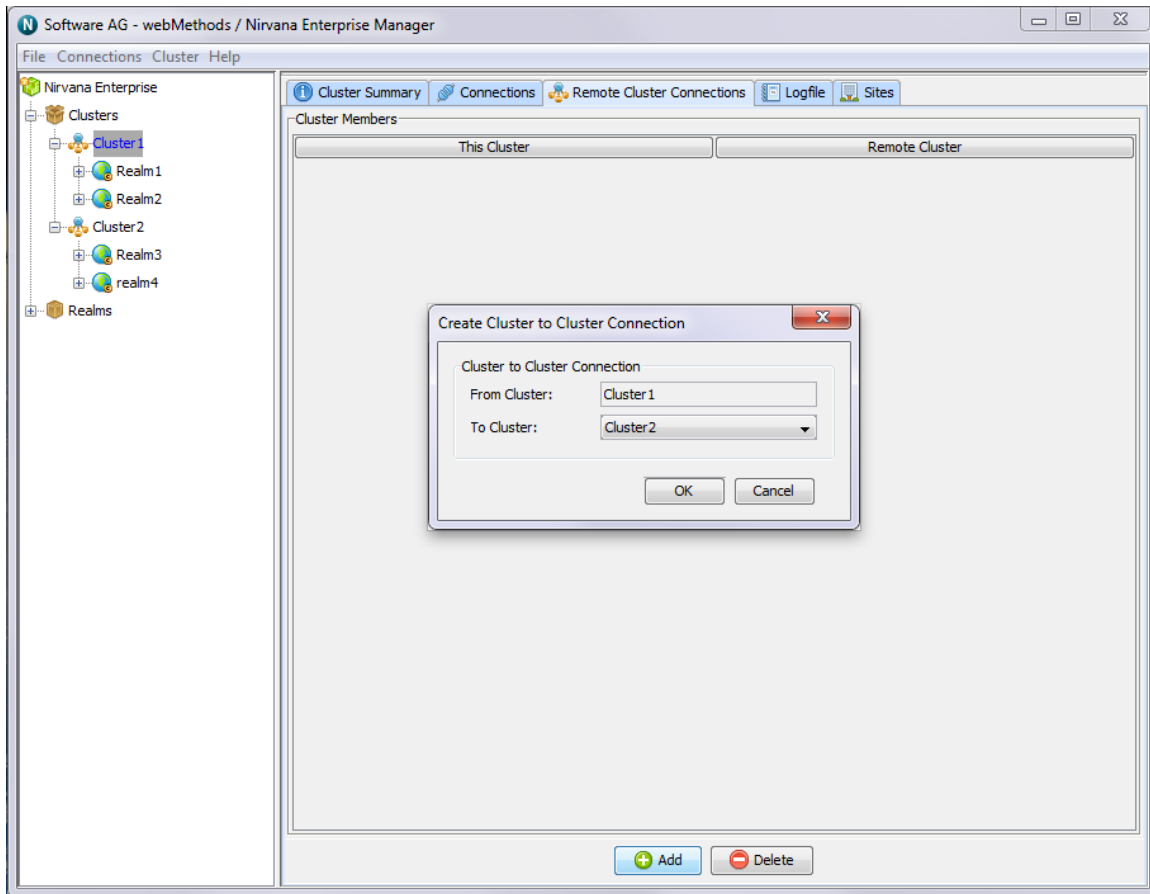 Software AG - webMethods / Nirvana Enterprise Manager
File Connections Cluster Help
Nirvana Enterprise
Clusters
Cluster1
Realm1
Realm2
Cluster2
Realm3
realm4
Realms
Cluster Summary Connections Remote Cluster Connections Logfile Sites
Cluster Members
This Cluster Remote Cluster
Create Cluster to Cluster Connection
Cluster to Cluster Connection
From Cluster: Cluster1
To Cluster: Cluster2
OK Cancel
Add Delete